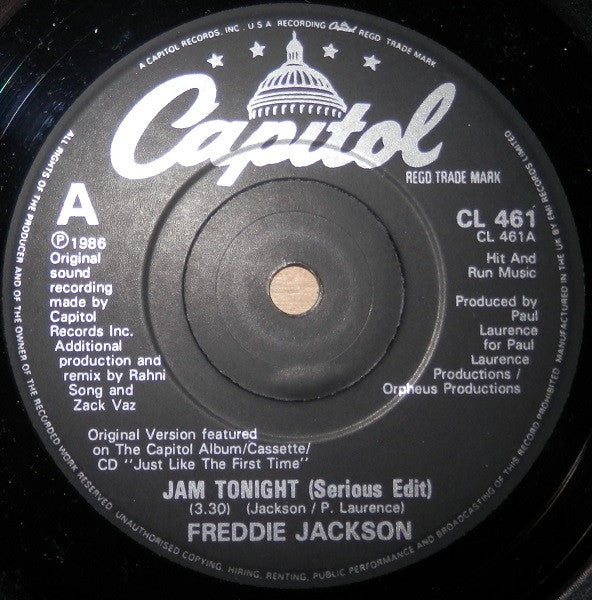 A CAPITOL RECORDS, INC., U S A RECORDING Capitol REGD. TRADE MARK
Capitol
REGD. TRADE MARK
A
℗ 1986
Original
sound
recording
made by
Capitol
Records Inc.
Additional
production and
remix by Rahni
Song and
Zack Vaz
CL 461
CL 461A
Hit And
Run Music
Produced by
Paul
Laurence
for Paul
Laurence
Productions /
Orpheus Productions
Original Version featured
on The Capitol Album/Cassette/
CD "Just Like The First Time"
JAM TONIGHT (Serious Edit)
(3.30) (Jackson / P. Laurence)
FREDDIE JACKSON
ALL RIGHTS OF THE PRODUCER AND OF THE OWNER OF THE RECORDED WORK RESERVED. UNAUTHORISED COPYING, HIRING, RENTING, PUBLIC PERFORMANCE AND BROADCASTING OF THIS RECORD PROHIBITED. MANUFACTURED IN THE UK BY EMI RECORDS LIMITED